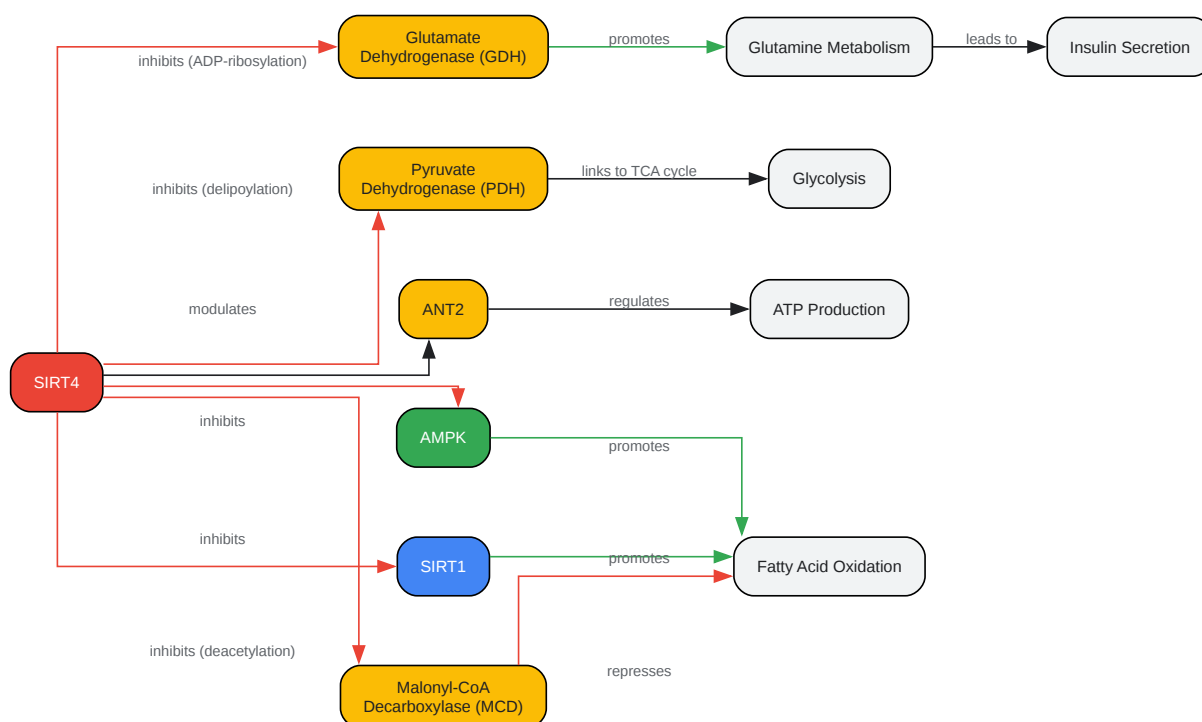 Glutamate
Dehydrogenase (GDH)
promotes
Glutamine Metabolism
leads to
Insulin Secretion
inhibits (ADP-ribosylation)
Pyruvate
Dehydrogenase (PDH)
links to TCA cycle
Glycolysis
inhibits (delipoylation)
modulates
ANT2
regulates
ATP Production
SIRT4
inhibits
AMPK
promotes
inhibits
SIRT1
promotes
Fatty Acid Oxidation
inhibits (deacetylation)
Malonyl-CoA
Decarboxylase (MCD)
represses